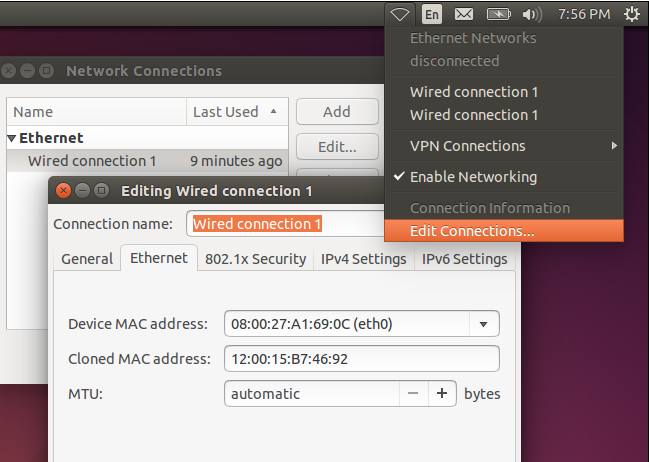 En
7:56 PM
Ethernet Networks
disconnected
Wired connection 1
Wired connection 1
VPN Connections
Enable Networking
Connection Information
Edit Connections...
Network Connections
Name Last Used
Add
Ethernet
Edit...
Wired connection 1 9 minutes ago
Editing Wired connection 1
Connection name: Wired connection 1
General Ethernet 802.1x Security IPv4 Settings IPv6 Settings
Device MAC address: 08:00:27:A1:69:0C (eth0)
Cloned MAC address: 12:00:15:B7:46:92
MTU: automatic − + bytes